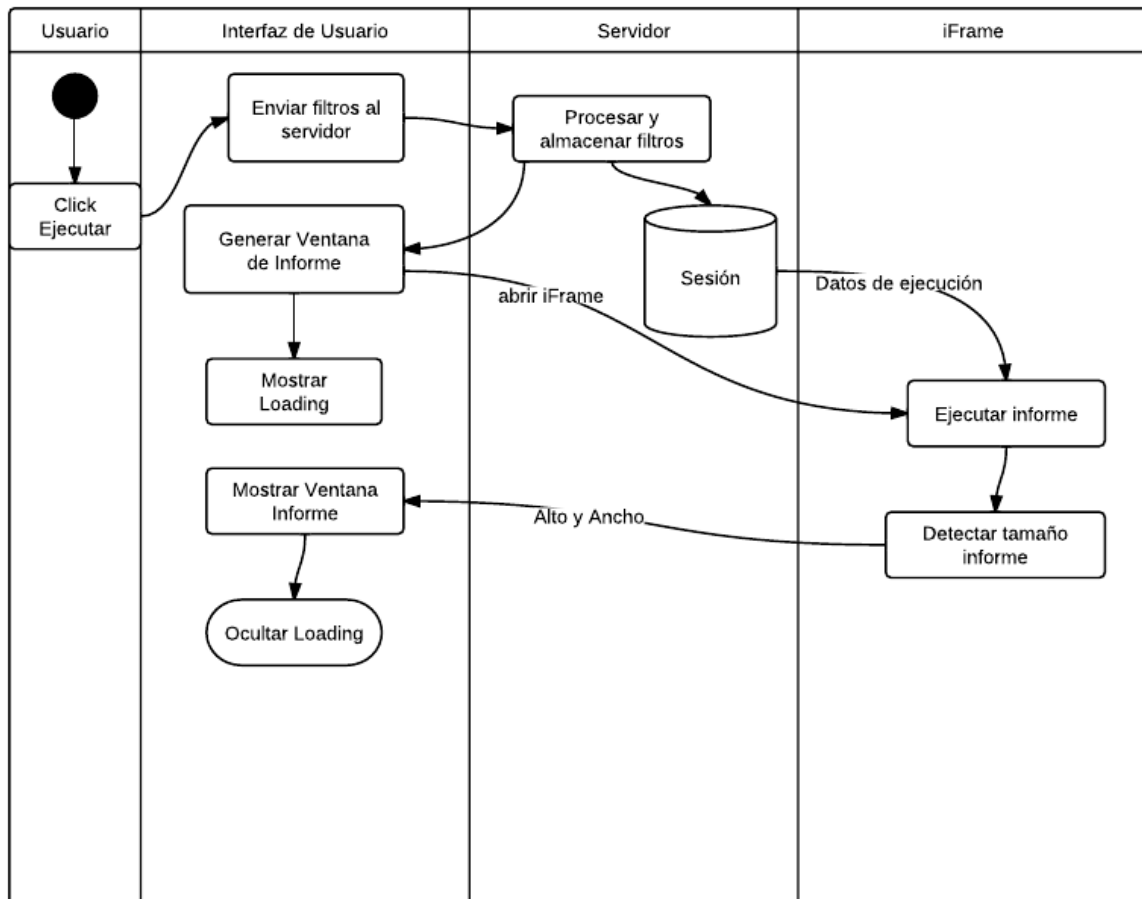 Usuario
Interfaz de Usuario
Servidor
iFrame
Enviar filtros al
servidor
Procesar y
almacenar filtros
Click
Ejecutar
Generar Ventana
de Informe
Sesión
Datos de ejecución
abrir iFrame
Mostrar
Loading
Ejecutar informe
Mostrar Ventana
Informe
Alto y Ancho
Detectar tamaño
informe
Ocultar Loading